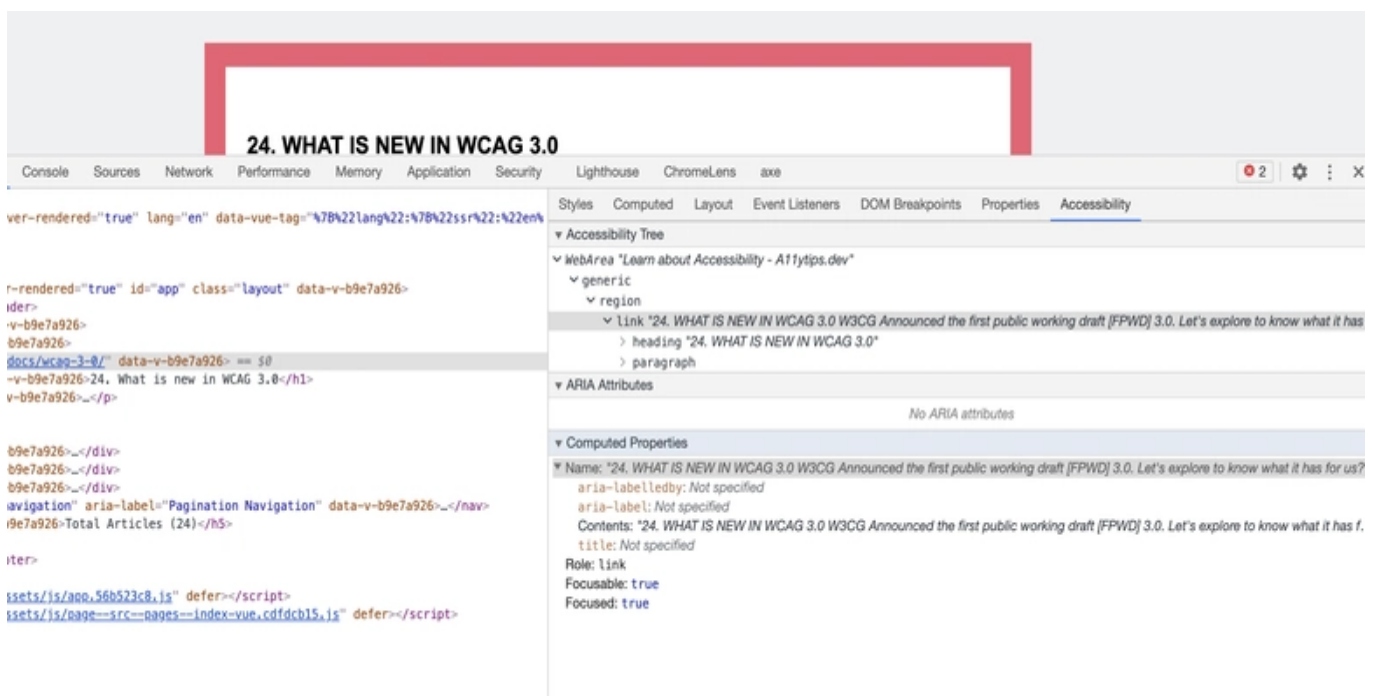 24. WHAT IS NEW IN WCAG 3.0
Console Sources Network Performance Memory Application Security Lighthouse ChromeLens axe 2
ver-rendered="true" lang="en" data-vue-tag="%7B%22lang%22:%7B%22ssr%22:%22en%
r-rendered="true" id="app" class="layout" data-v-b9e7a926>
der>
-v-b9e7a926>
b9e7a926>
docs/wcag-3-0/" data-v-b9e7a926> == $0
-v-b9e7a926>24. What is new in WCAG 3.0</h1>
v-b9e7a926>…</p>
b9e7a926>…</div>
b9e7a926>…</div>
b9e7a926>…</div>
avigation" aria-label="Pagination Navigation" data-v-b9e7a926>…</nav>
b9e7a926>Total Articles (24)</h5>
ter>
ssets/js/app.56b523c8.js" defer></script>
ssets/js/page--src--pages--index-vue.cdfdcb15.js" defer></script>
Styles Computed Layout Event Listeners DOM Breakpoints Properties Accessibility
Accessibility Tree
WebArea "Learn about Accessibility - A11ytips.dev"
generic
region
link "24. WHAT IS NEW IN WCAG 3.0 W3CG Announced the first public working draft [FPWD] 3.0. Let's explore to know what it has
heading "24. WHAT IS NEW IN WCAG 3.0"
paragraph
ARIA Attributes
No ARIA attributes
Computed Properties
Name: "24. WHAT IS NEW IN WCAG 3.0 W3CG Announced the first public working draft [FPWD] 3.0. Let's explore to know what it has for us?
aria-labelledby: Not specified
aria-label: Not specified
Contents: "24. WHAT IS NEW IN WCAG 3.0 W3CG Announced the first public working draft [FPWD] 3.0. Let's explore to know what it has f.
title: Not specified
Role: link
Focusable: true
Focused: true